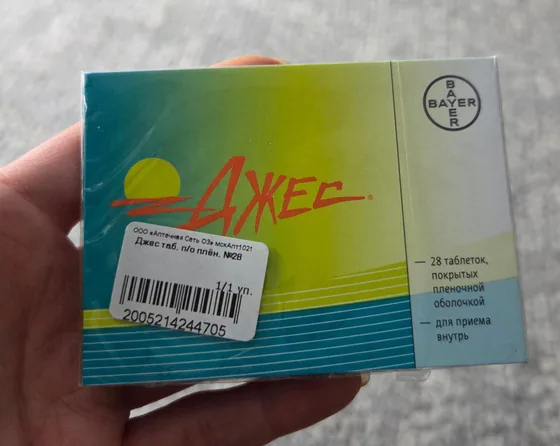 BAYER
BAYER
Джес®
ООО «Аптечная Сеть О3» мскАпт1021
Джес таб. п/о плён. №28
1/1 уп.
2005214244705
– 28 таблеток,
покрытых
пленочной
оболочкой
– для приема
внутрь